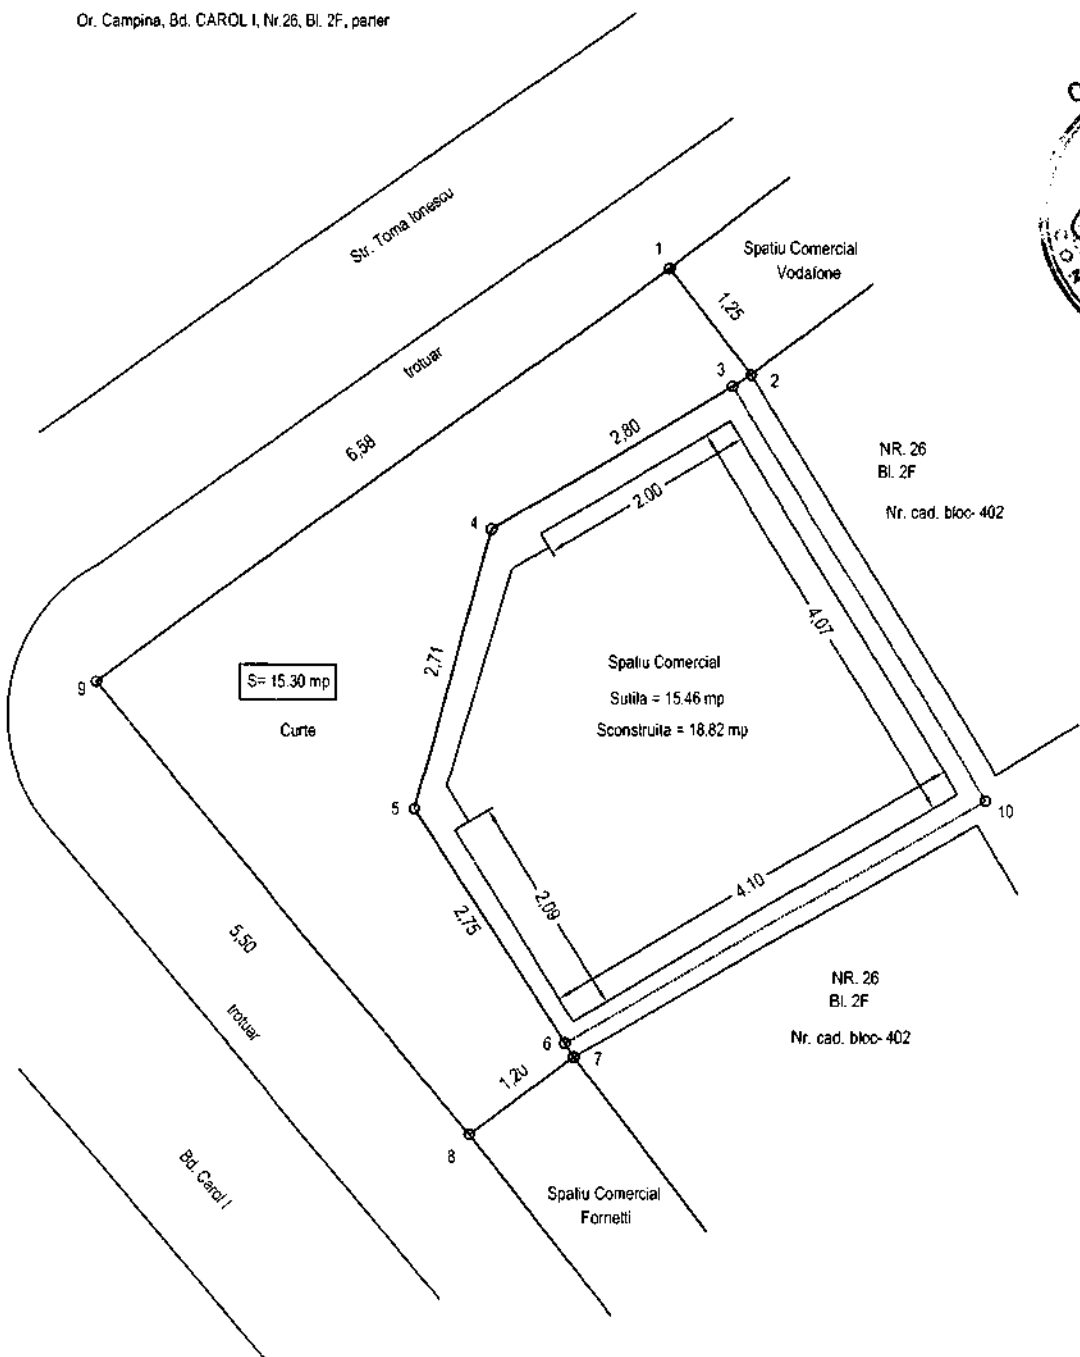 Or. Campina, Bd. CAROL I, Nr.26, Bl. 2F, parter
Str. Toma Ionescu
1
Spatiu Comercial
Vodafone
1,25
trotuar
3
2
6,58
2,80
NR. 26
Bl. 2F
2.00
Nr. cad. bloc- 402
4
4,07
2,71
Spatiu Comercial
9
S= 15.30 mp
Sutila = 15.46 mp
Curte
Sconstruita = 18.82 mp
5
10
4.10
2,09
2,75
5,50
NR. 26
Bl. 2F
trotuar
Nr. cad. bloc- 402
6
7
1,20
8
Bd. Carol I
Spatiu Comercial
Fornetti